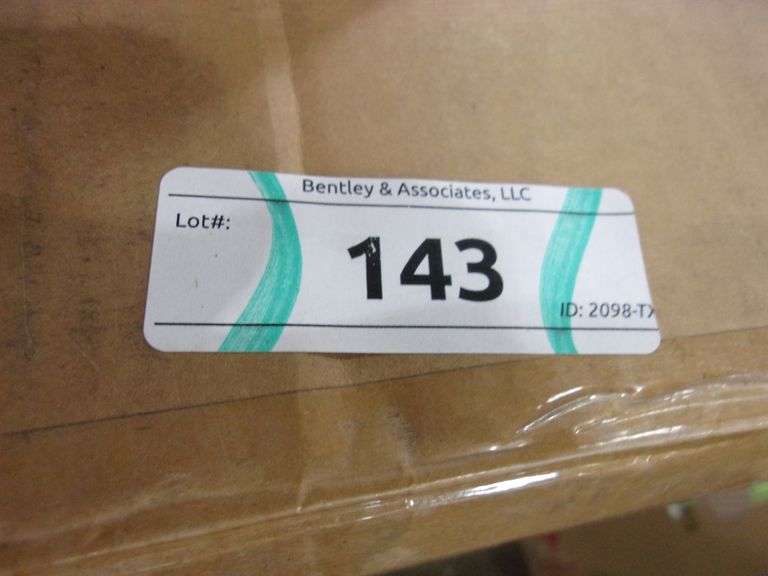 Bentley & Associates, LLC
Lot#:
143
ID: 2098-TX